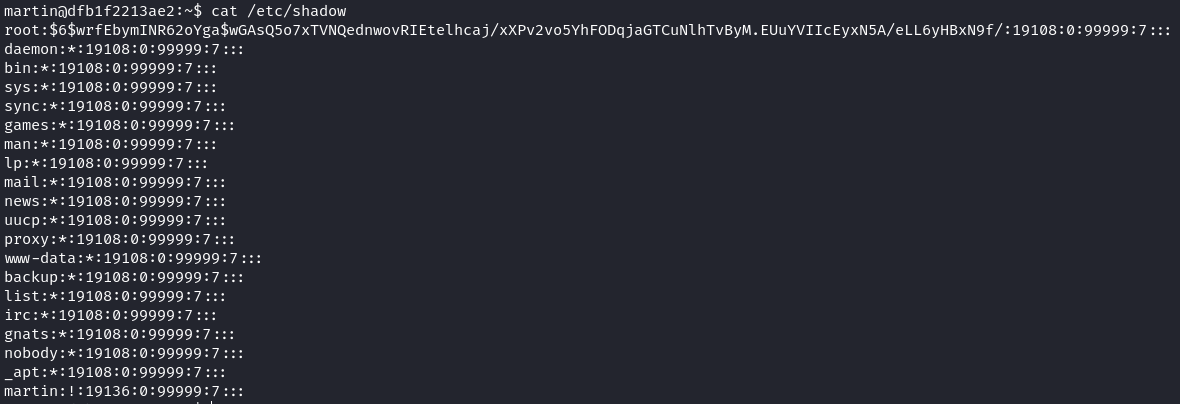 martin@dfb1f2213ae2:~$ cat /etc/shadow
root:$6$wrfEbymINR62oYga$wGAsQ5o7xTVNQednwovRIEtelhcaj/xXPv2vo5YhFODqjaGTCuNlhTvByM.EUuYVIIcEyxN5A/eLL6yHBxN9f/:19108:0:99999:7:::
daemon:*:19108:0:99999:7:::
bin:*:19108:0:99999:7:::
sys:*:19108:0:99999:7:::
sync:*:19108:0:99999:7:::
games:*:19108:0:99999:7:::
man:*:19108:0:99999:7:::
lp:*:19108:0:99999:7:::
mail:*:19108:0:99999:7:::
news:*:19108:0:99999:7:::
uucp:*:19108:0:99999:7:::
proxy:*:19108:0:99999:7:::
www-data:*:19108:0:99999:7:::
backup:*:19108:0:99999:7:::
list:*:19108:0:99999:7:::
irc:*:19108:0:99999:7:::
gnats:*:19108:0:99999:7:::
nobody:*:19108:0:99999:7:::
_apt:*:19108:0:99999:7:::
martin:!:19136:0:99999:7:::